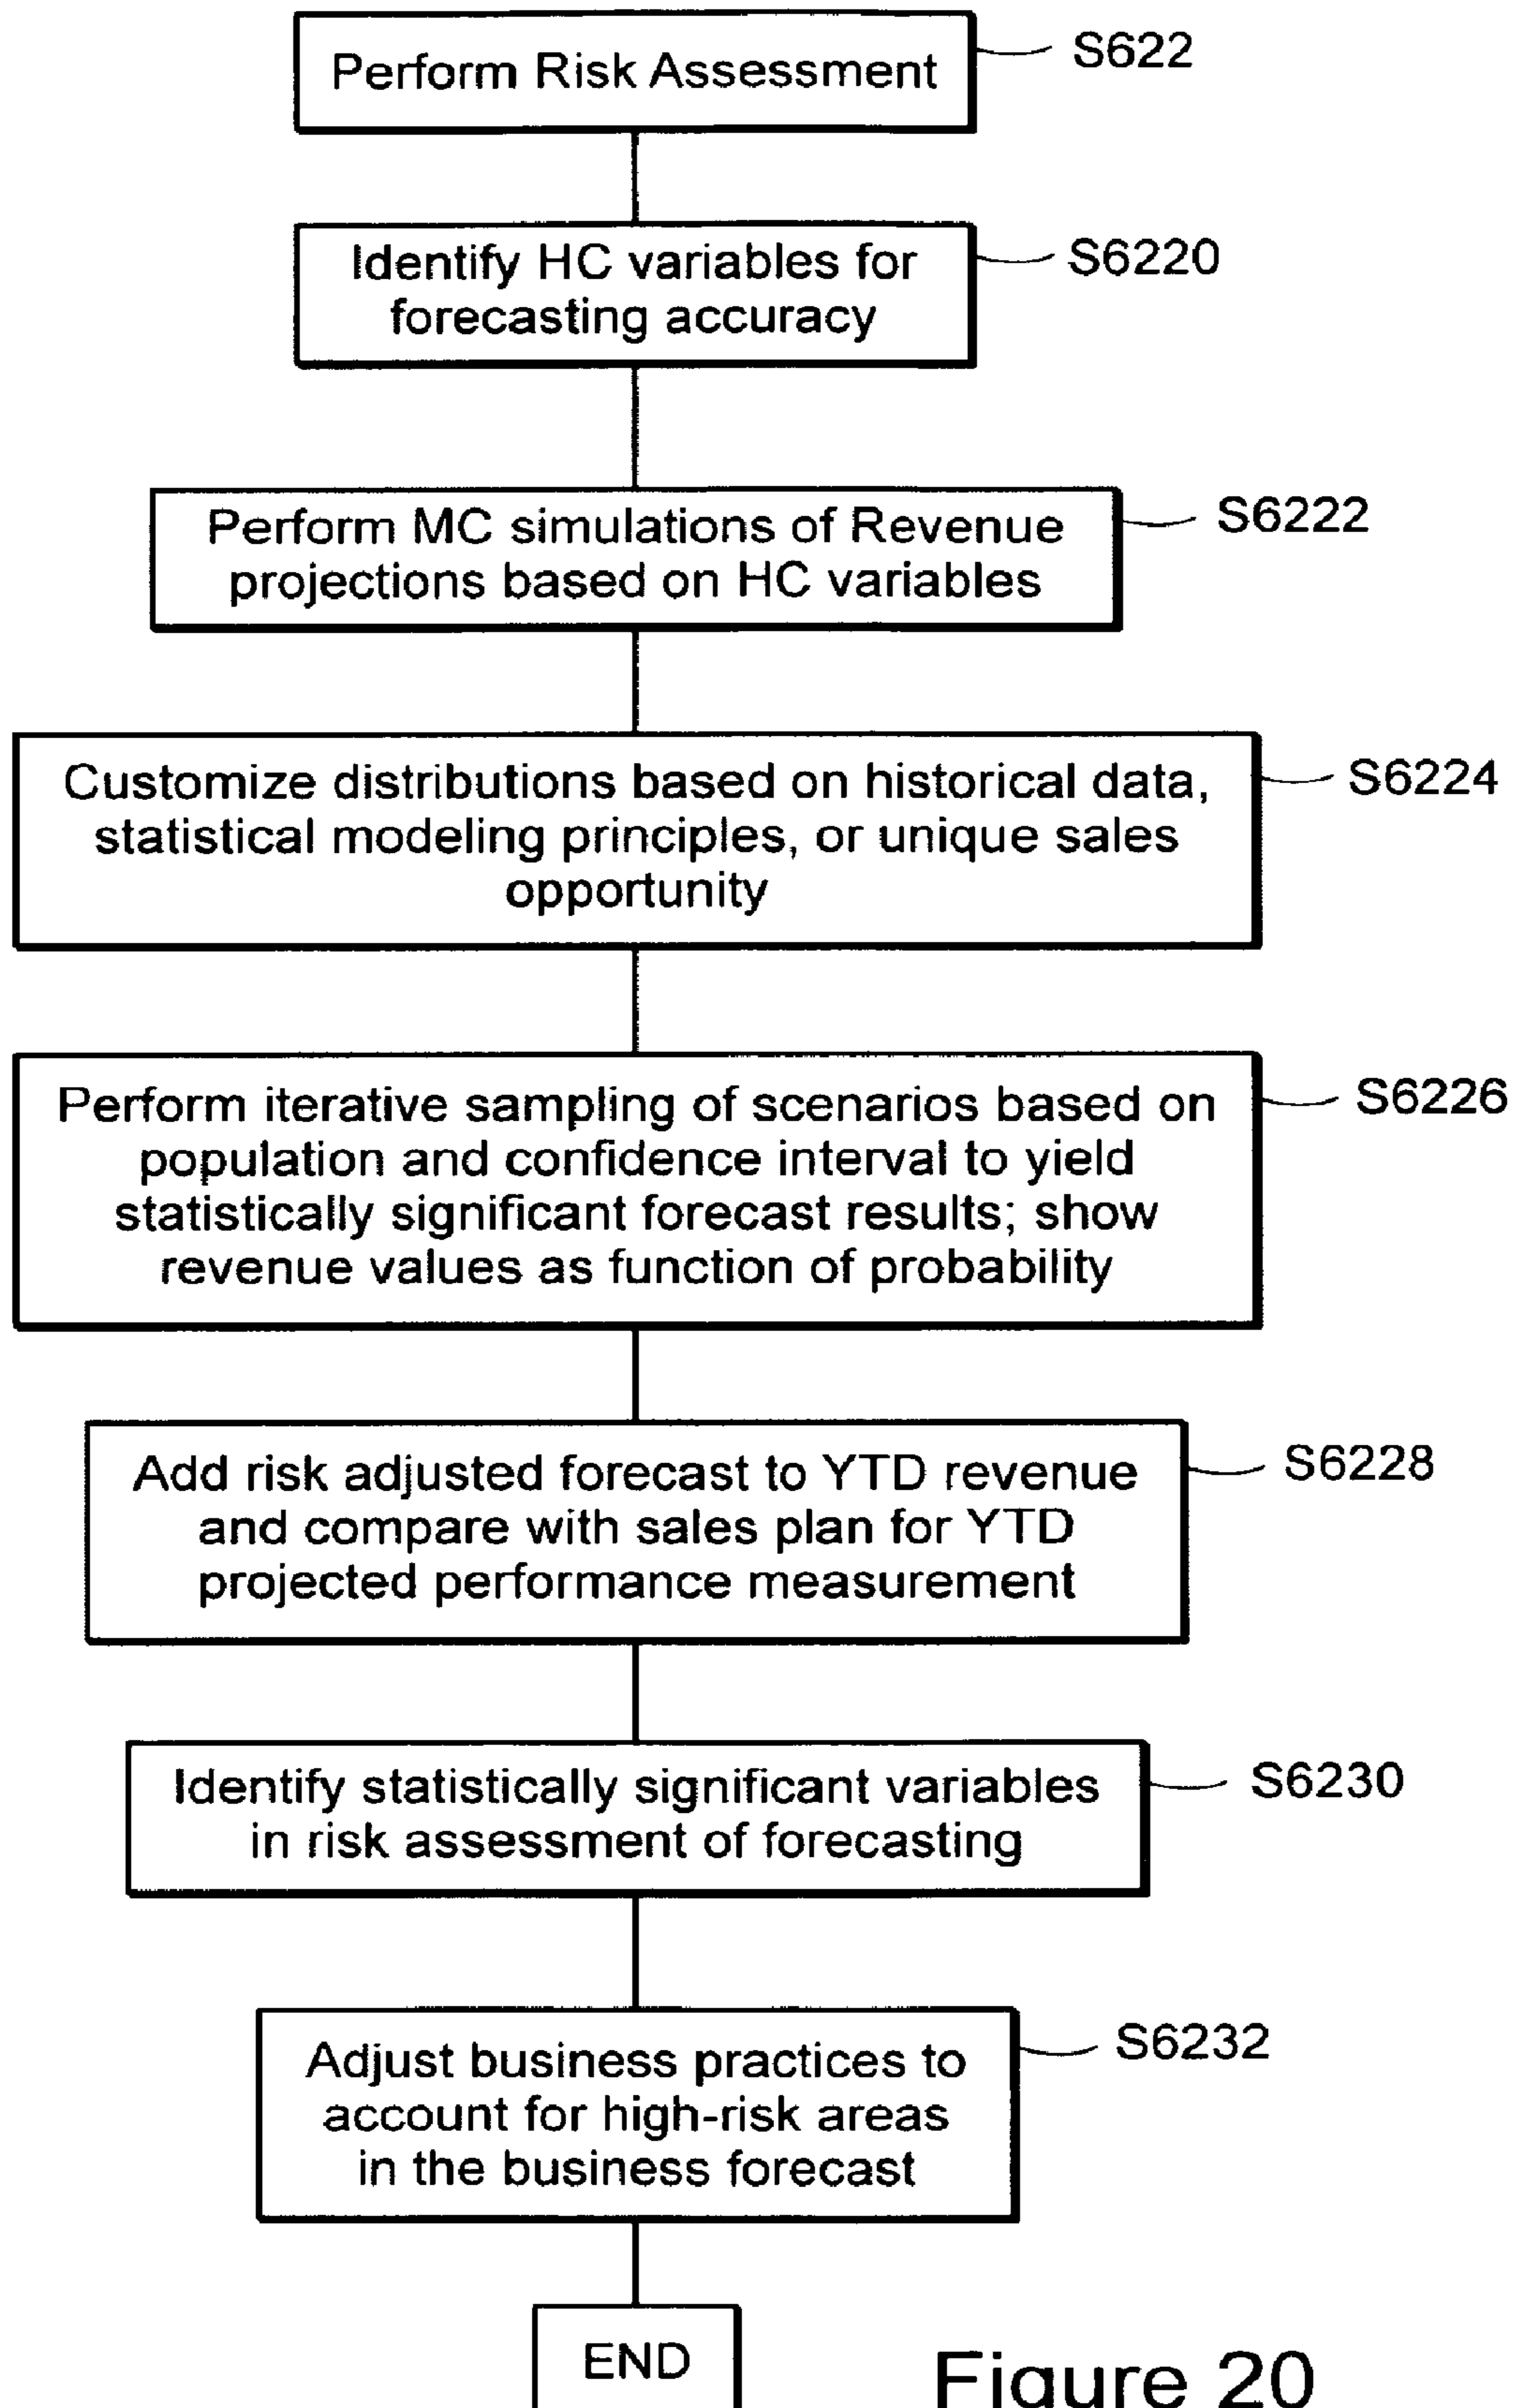 Perform Risk Assessment
S622
Identify HC variables for
forecasting accuracy
S6220
Perform MC simulations of Revenue
projections based on HC variables
S6222
Customize distributions based on historical data,
statistical modeling principles, or unique sales
opportunity
S6224
Perform iterative sampling of scenarios based on
population and confidence interval to yield
statistically significant forecast results; show
revenue values as function of probability
S6226
Add risk adjusted forecast to YTD revenue
and compare with sales plan for YTD
projected performance measurement
S6228
Identify statistically significant variables
in risk assessment of forecasting
S6230
Adjust business practices to
account for high-risk areas
in the business forecast
S6232
END
Figure 20